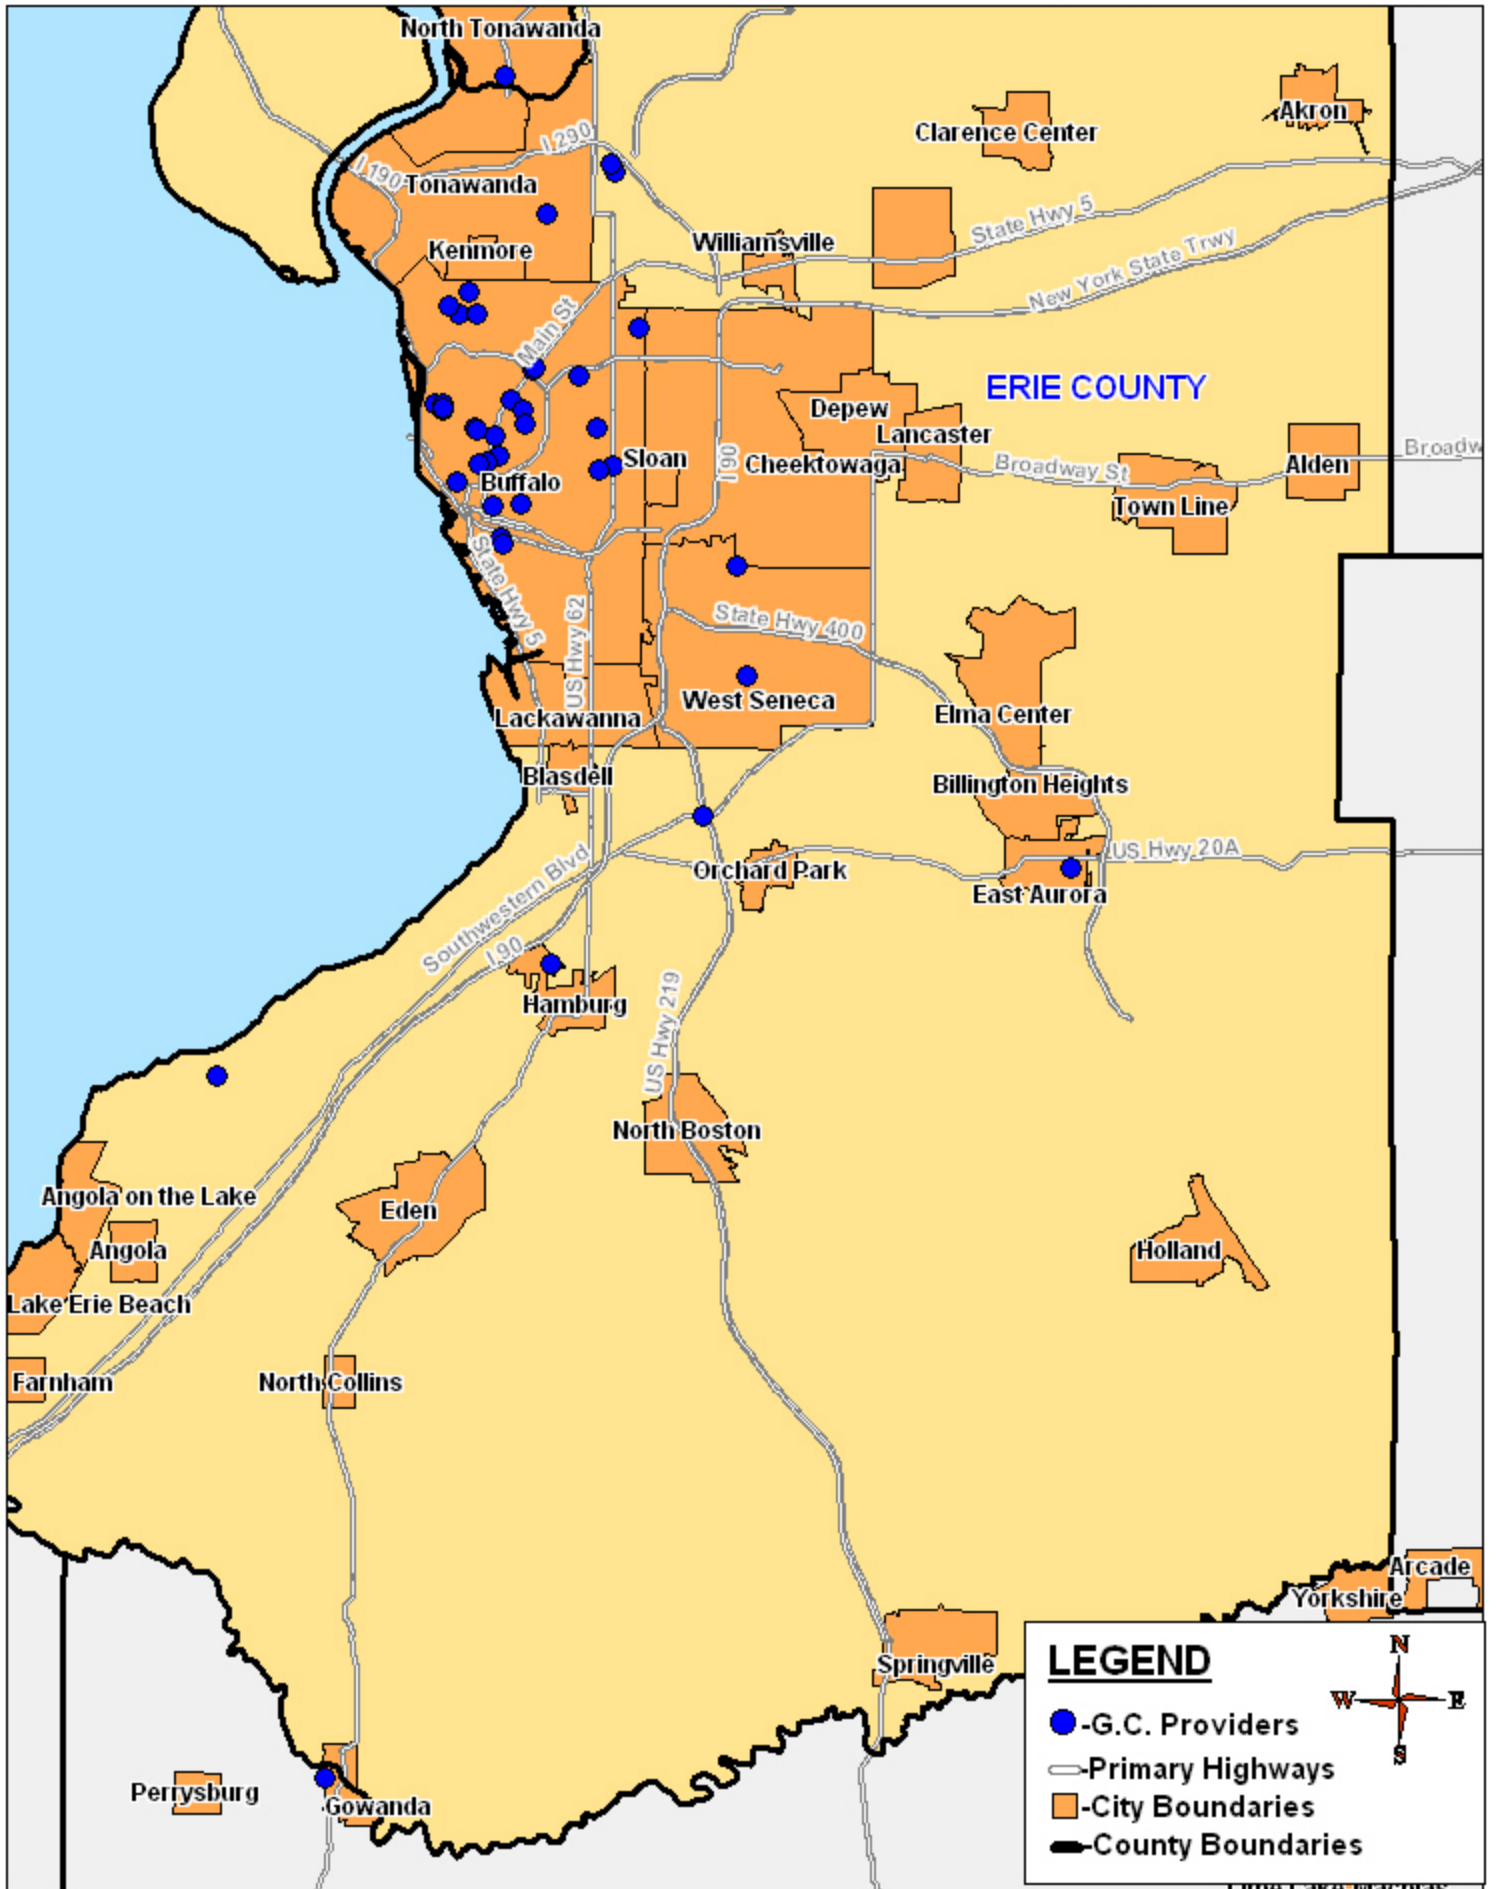 North Tonawanda
Akron
Clarence Center
I 290
I 190
Tonawanda
State Hwy 5
Williamsville
Kenmore
New York State Trwy
Main St
ERIE COUNTY
Depew
Lancaster
Sloan
Cheektowaga
I 90
Broadway St
Alden
Broadw
Buffalo
Town Line
State Hwy 5
US Hwy 62
State Hwy 400
West Seneca
Lackawanna
Elma Center
Blasdell
Billington Heights
US Hwy 20A
Orchard Park
East Aurora
Southwestern Blvd
I 90
Hamburg
US Hwy 219
North Boston
Angola on the Lake
Eden
Angola
Holland
Lake Erie Beach
Farnham
North Collins
Arcade
Yorkshire
Springville
Perrysburg
Gowanda
LEGEND
N
W E
S
-G.C. Providers
-Primary Highways
-City Boundaries
-County Boundaries